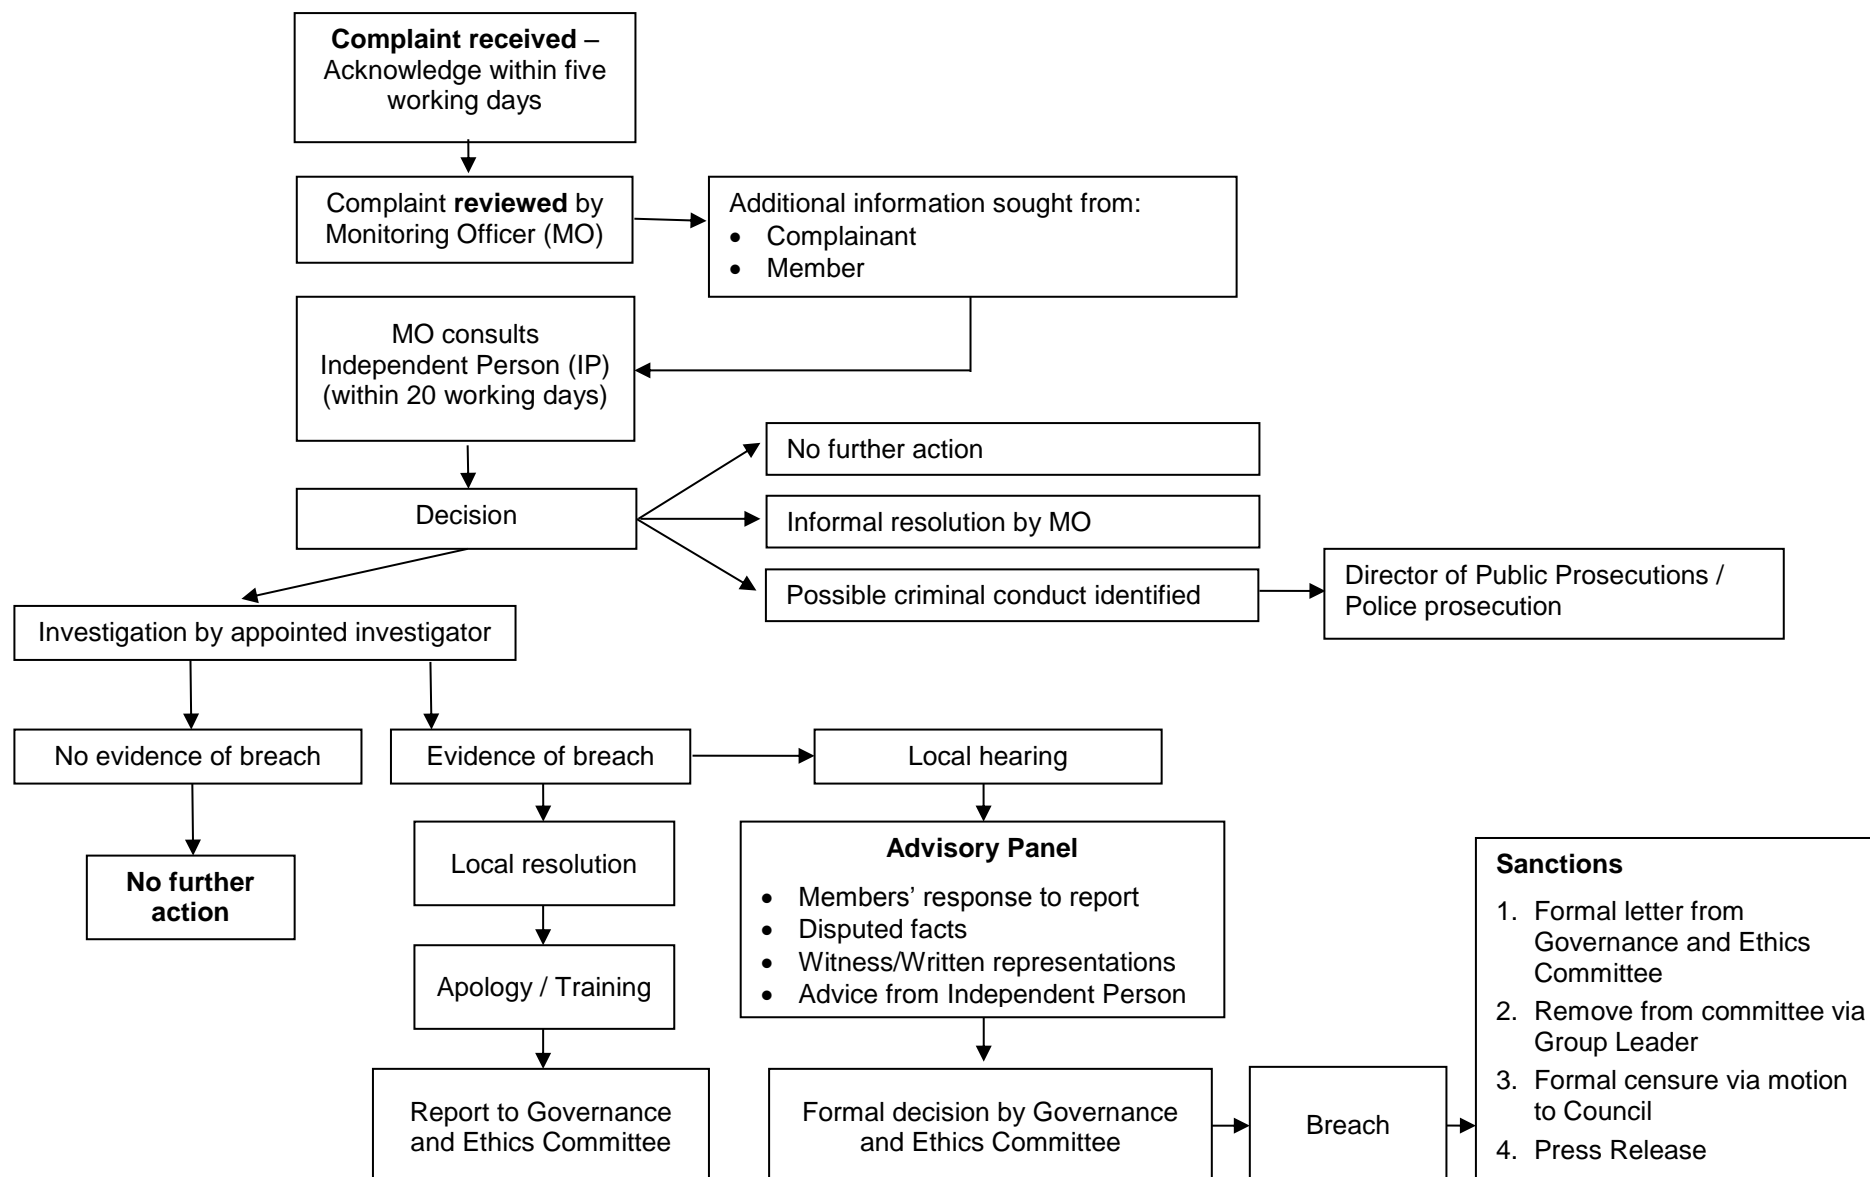 Complaint received –
Acknowledge within five
working days
Complaint reviewed by
Monitoring Officer (MO)
Additional information sought from:
• Complainant
• Member
MO consults
Independent Person (IP)
(within 20 working days)
Decision
No further action
Informal resolution by MO
Possible criminal conduct identified
Director of Public Prosecutions /
Police prosecution
Investigation by appointed investigator
No evidence of breach
Evidence of breach
Local hearing
No further
action
Local resolution
Apology / Training
Report to Governance
and Ethics Committee
Advisory Panel
• Members’ response to report
• Disputed facts
• Witness/Written representations
• Advice from Independent Person
Formal decision by Governance
and Ethics Committee
Breach
Sanctions
1. Formal letter from
Governance and Ethics
Committee
2. Remove from committee via
Group Leader
3. Formal censure via motion
to Council
4. Press Release